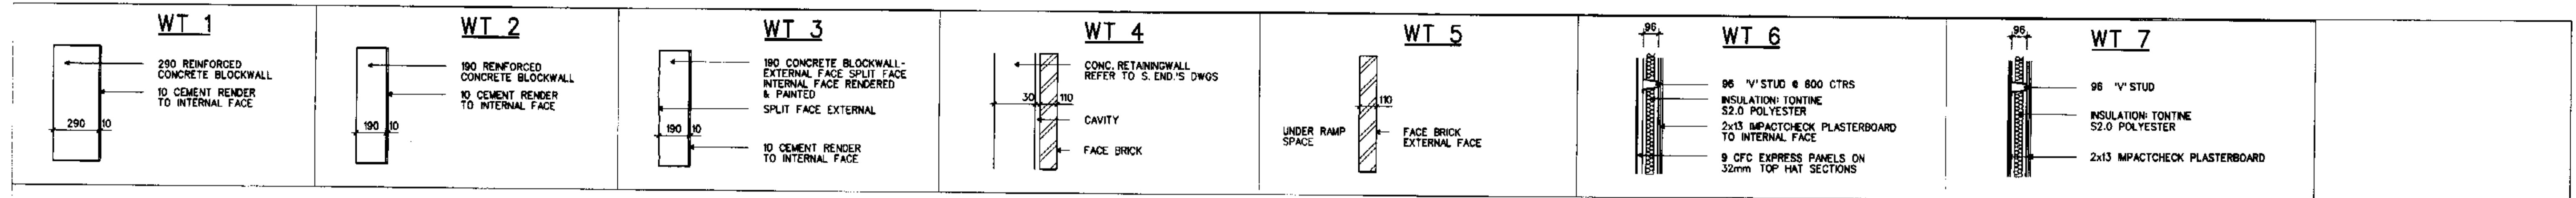 WT 1
290 REINFORCED
CONCRETE BLOCKWALL
10 CEMENT RENDER
TO INTERNAL FACE
290 10
WT 2
190 REINFORCED
CONCRETE BLOCKWALL
10 CEMENT RENDER
TO INTERNAL FACE
190 10
WT 3
190 CONCRETE BLOCKWALL-
EXTERNAL FACE SPLIT FACE
INTERNAL FACE RENDERED
& PAINTED
SPLIT FACE EXTERNAL
190 10
10 CEMENT RENDER
TO INTERNAL FACE
WT 4
CONC. RETAININGWALL
REFER TO S. END.'S DWGS
30 110
CAVITY
FACE BRICK
WT 5
110
UNDER RAMP
SPACE
FACE BRICK
EXTERNAL FACE
96
WT 6
96 'V' STUD @ 600 CTRS
INSULATION: TONTINE
S2.0 POLYESTER
2x13 IMPACTCHECK PLASTERBOARD
TO INTERNAL FACE
9 CFC EXPRESS PANELS ON
32mm TOP HAT SECTIONS
96
WT 7
96 'V' STUD
INSULATION: TONTINE
S2.0 POLYESTER
2x13 IMPACTCHECK PLASTERBOARD